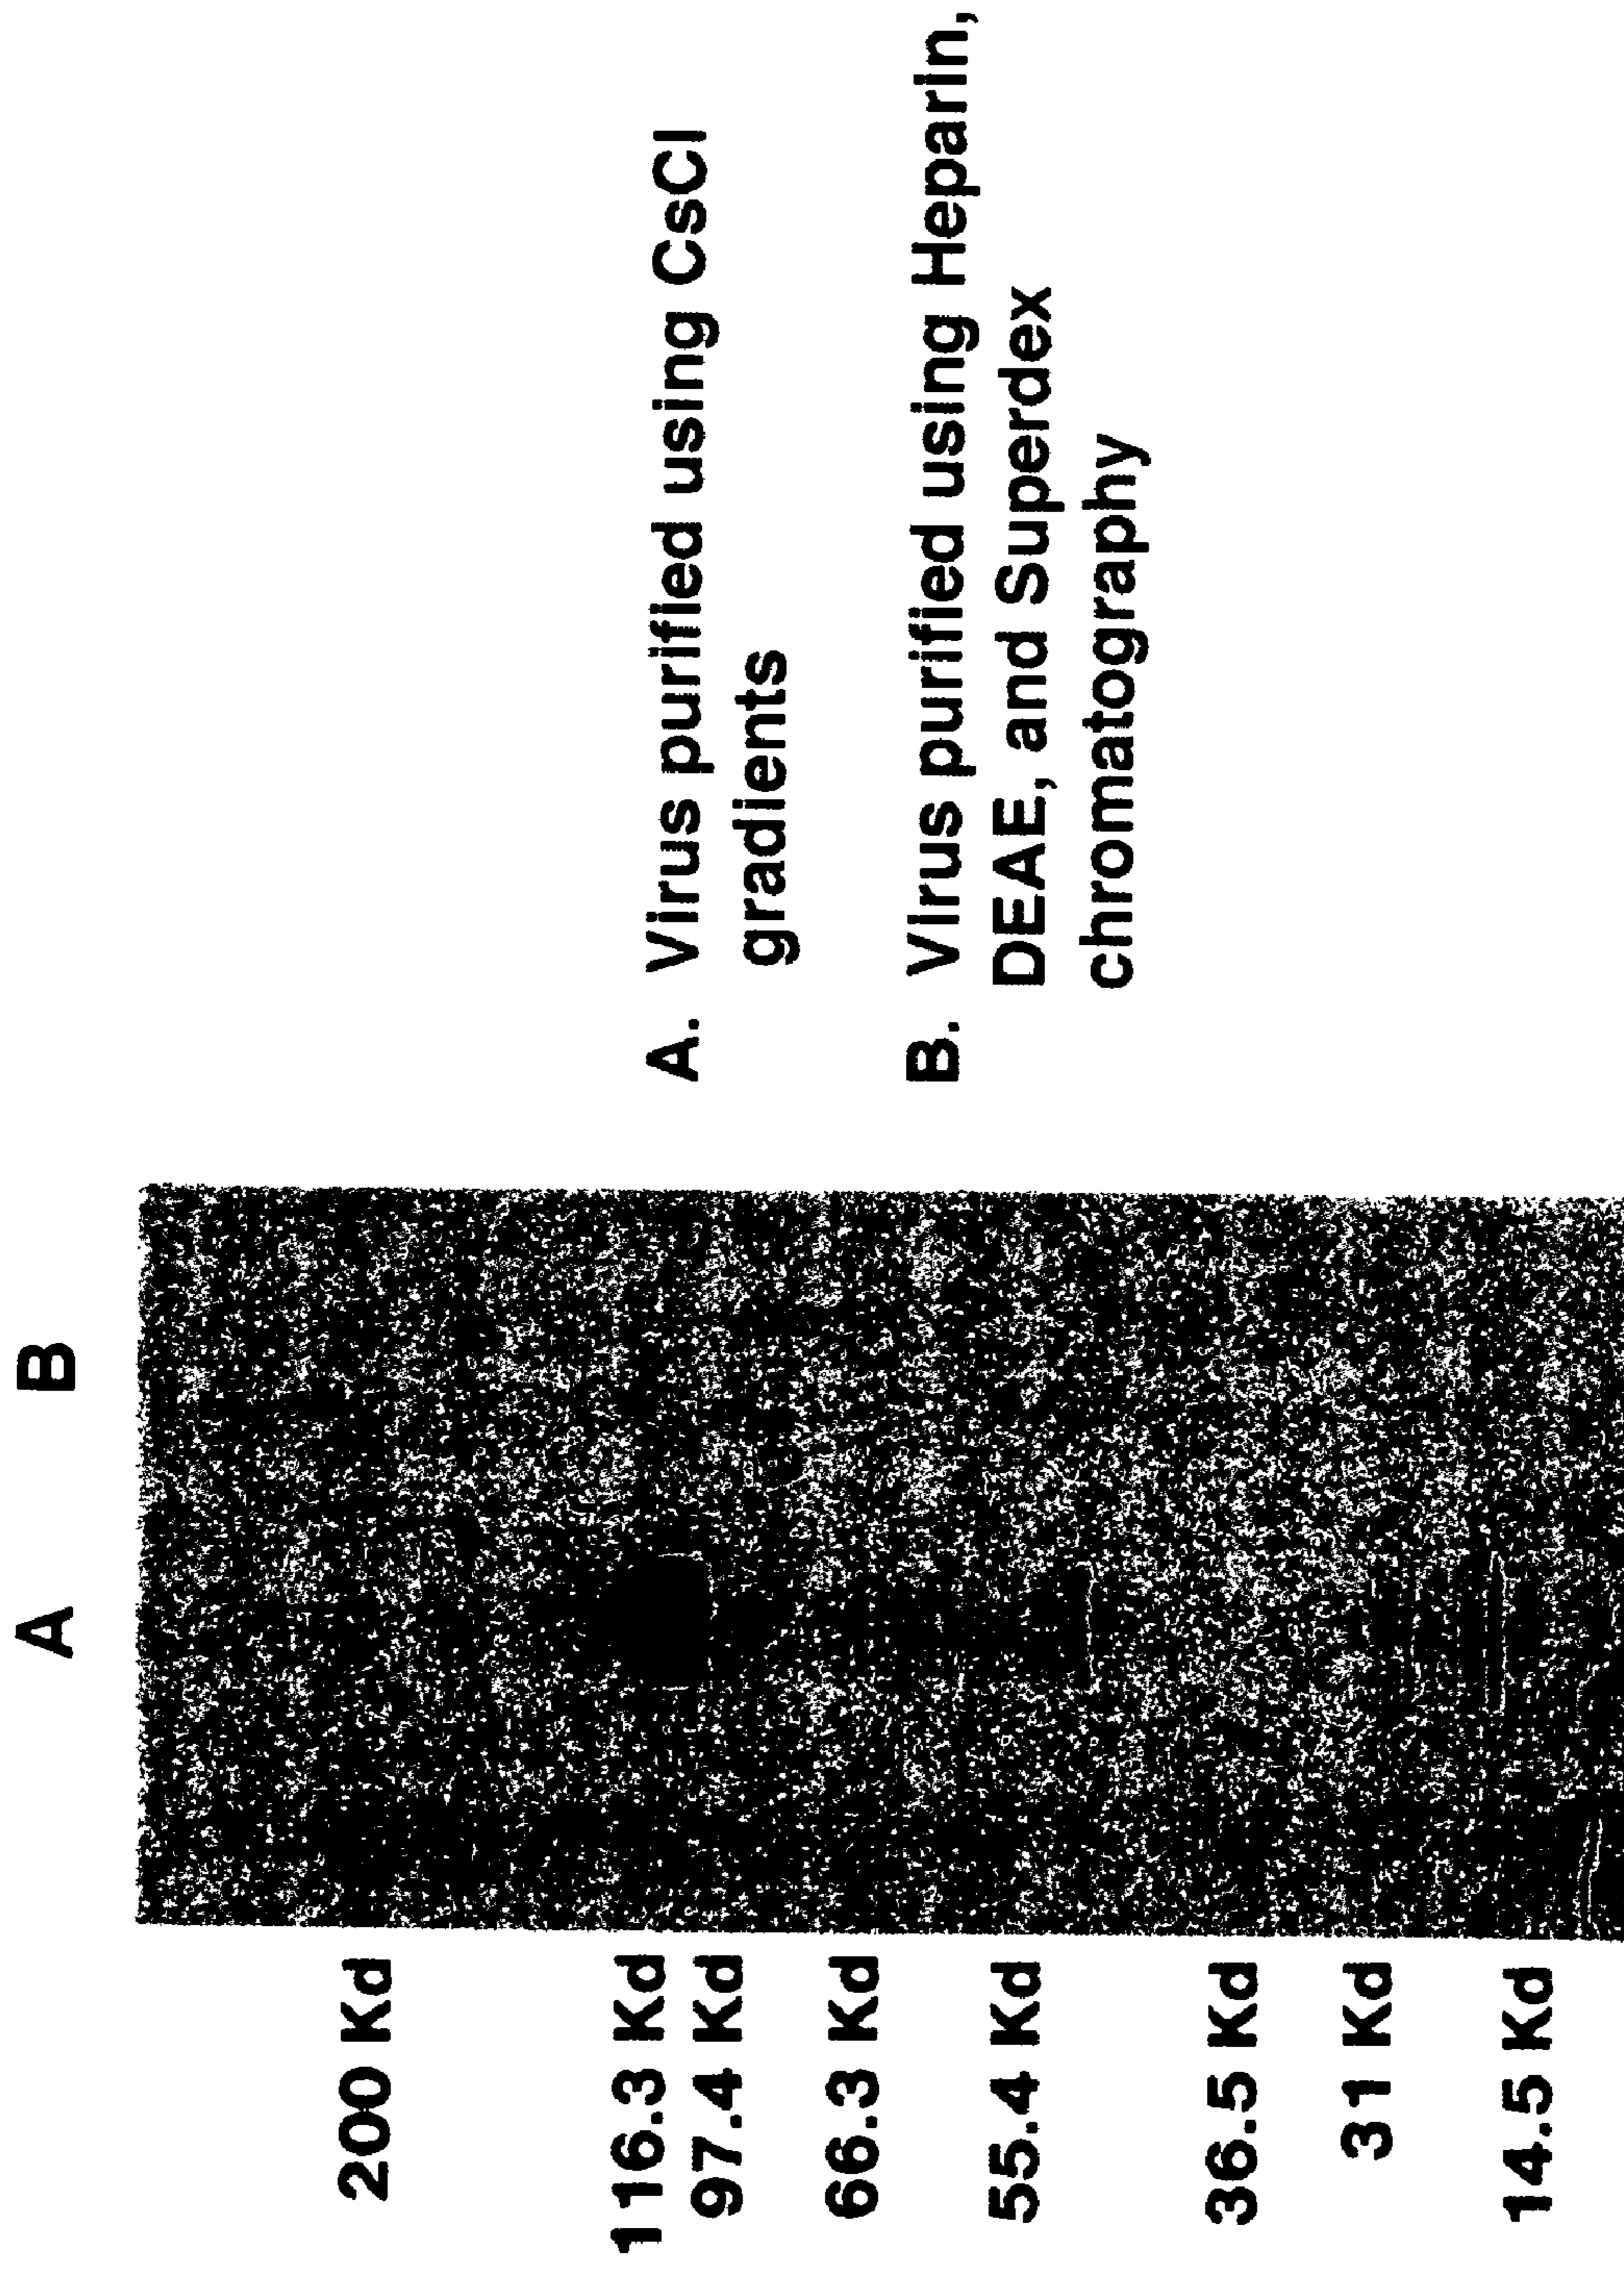 A B
200 Kd
116.3 Kd
97.4 Kd
66.3 Kd
55.4 Kd
36.5 Kd
31 Kd
14.5 Kd
A. Virus purified using CsCl
gradients
B. Virus purified using Heparin,
DEAE, and Superdex
chromatography